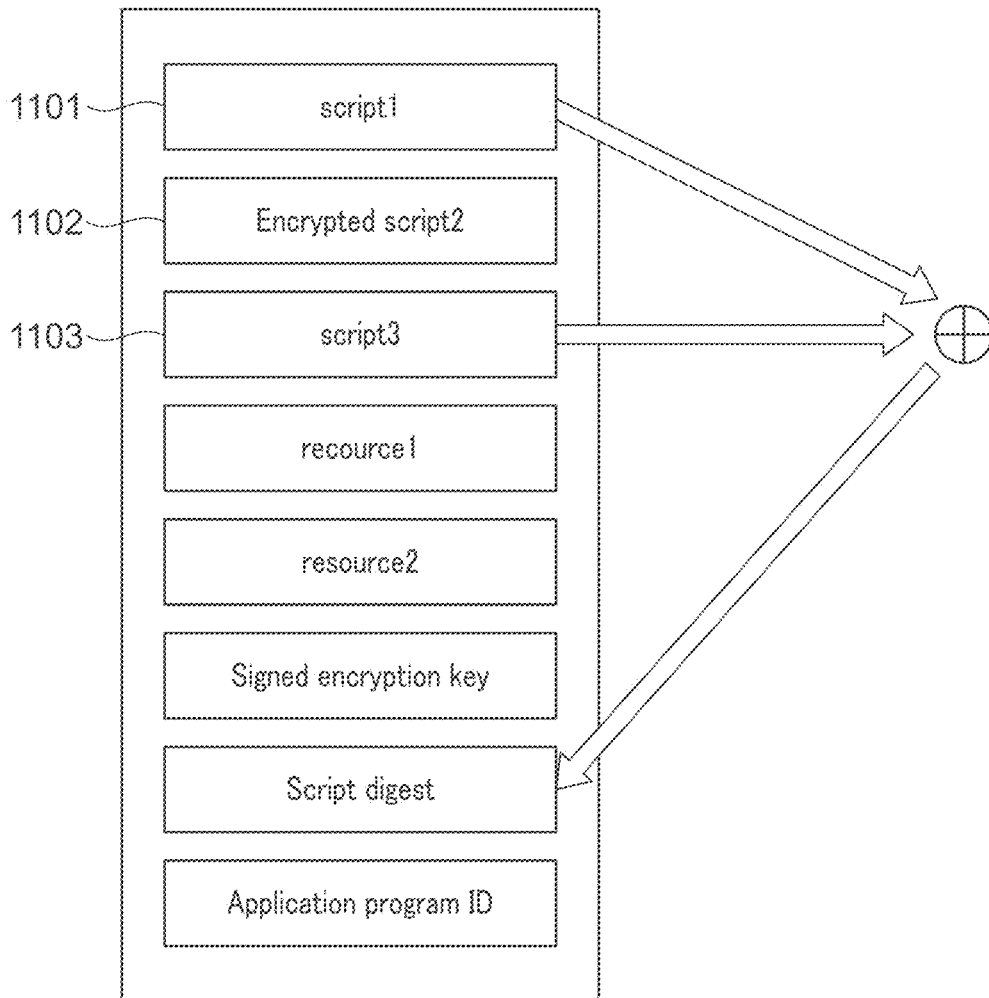 1101
script1
1102
Encrypted script2
1103
script3
recource1
resource2
Signed encryption key
Script digest
Application program ID